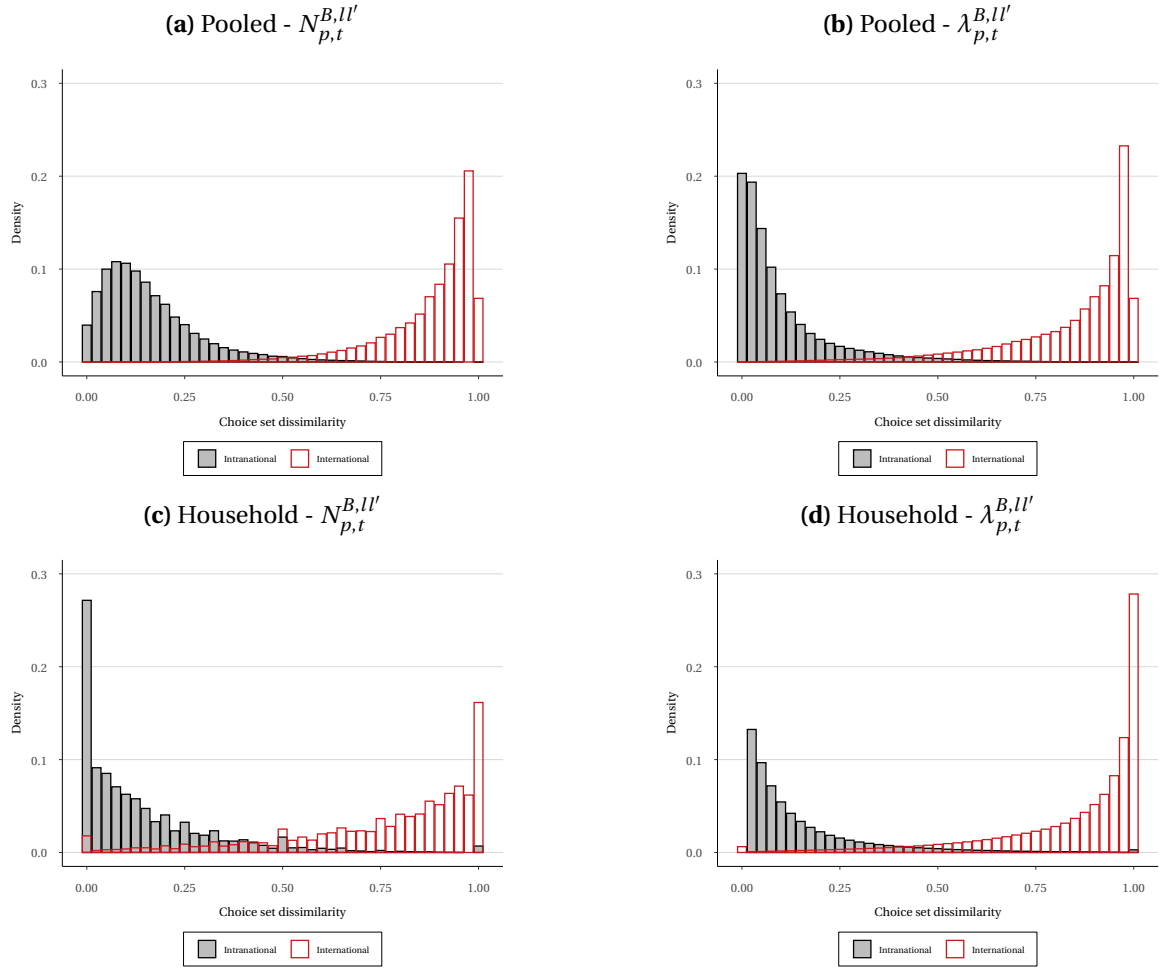 (a) Pooled - N^{B,ll'}_{p,t}
0.3
0.2
0.1
0.0
Density
0.00 0.25 0.50 0.75 1.00
Choice set dissimilarity
Intranational International
(b) Pooled - λ^{B,ll'}_{p,t}
0.3
0.2
0.1
0.0
Density
0.00 0.25 0.50 0.75 1.00
Choice set dissimilarity
Intranational International
(c) Household - N^{B,ll'}_{p,t}
0.3
0.2
0.1
0.0
Density
0.00 0.25 0.50 0.75 1.00
Choice set dissimilarity
Intranational International
(d) Household - λ^{B,ll'}_{p,t}
0.3
0.2
0.1
0.0
Density
0.00 0.25 0.50 0.75 1.00
Choice set dissimilarity
Intranational International